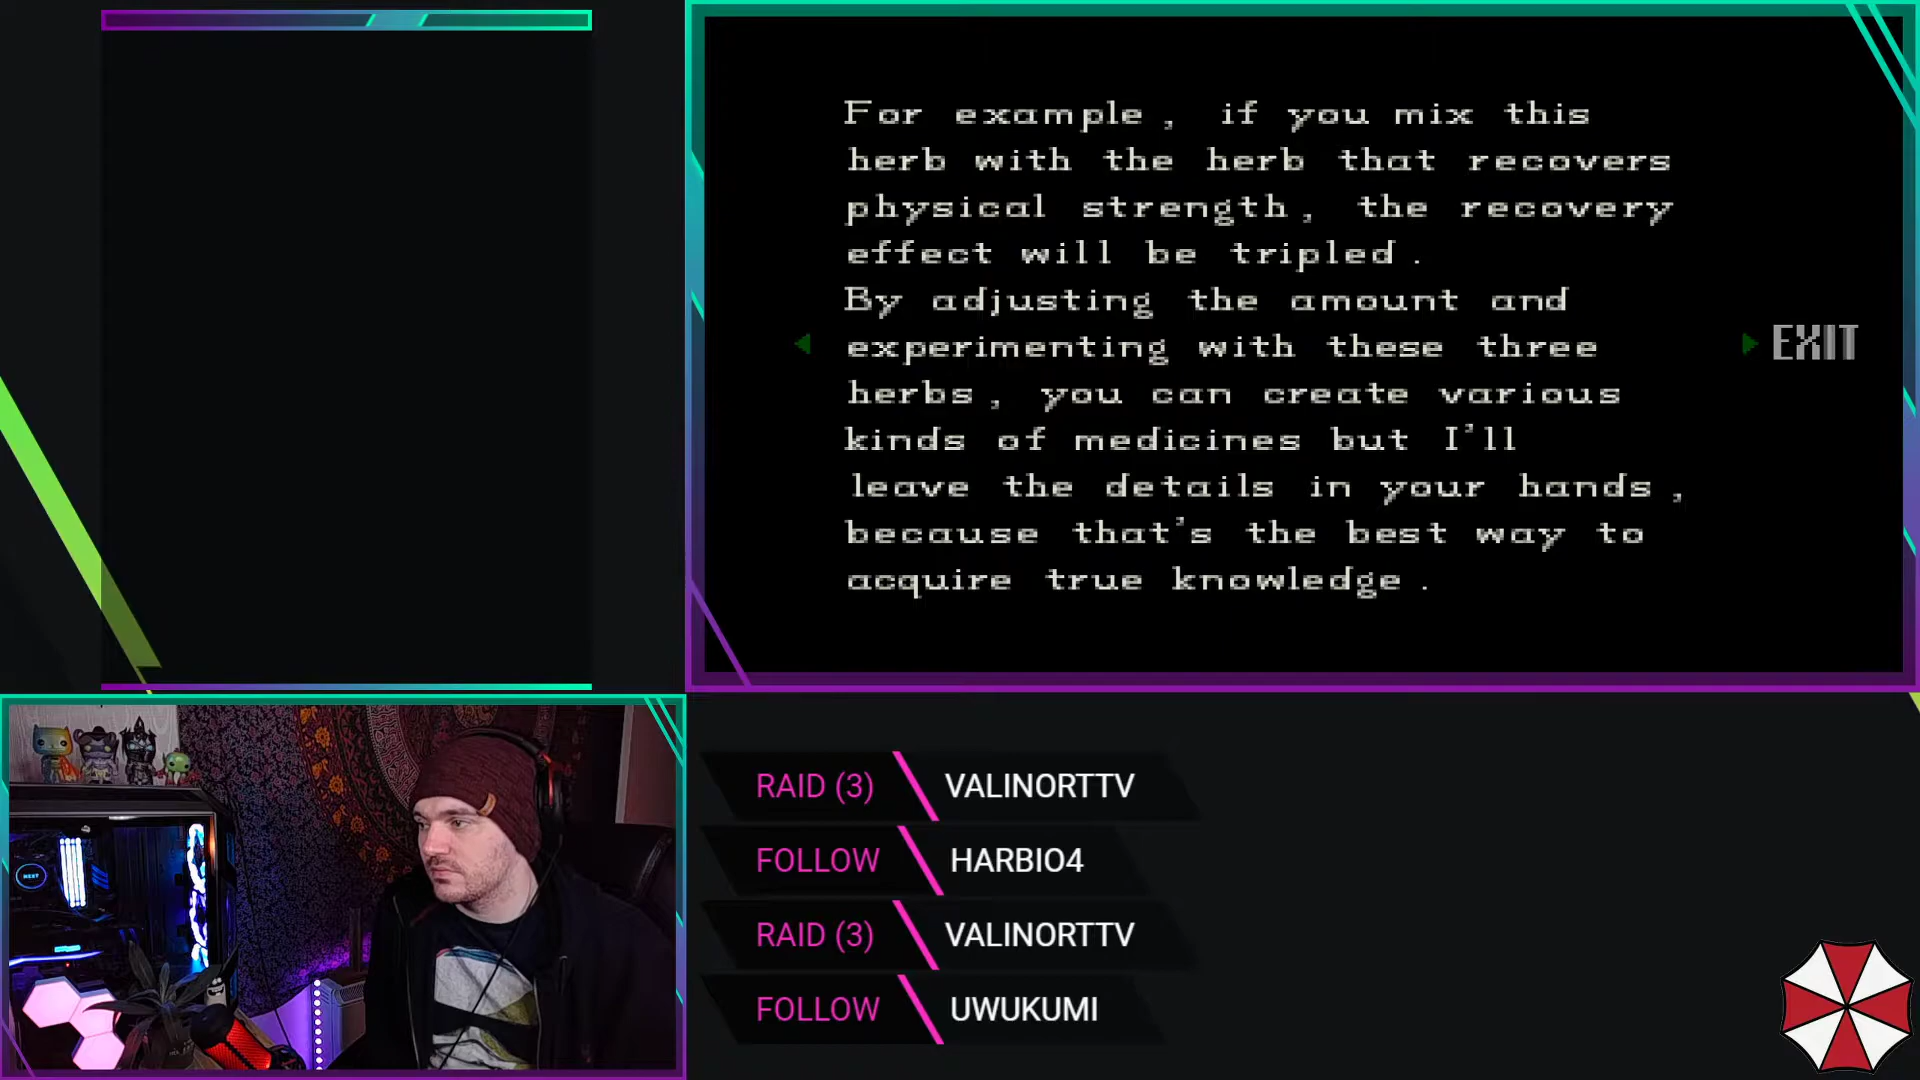 For example, if you mix this
herb with the herb that recovers
physical strength, the recovery
effect will be tripled.
By adjusting the amount and
experimenting with these three
herbs, you can create various
kinds of medicines but I'll
leave the details in your hands,
because that's the best way to
acquire true knowledge.
EXIT
RAID (3) VALINORTTV
FOLLOW HARBIO4
RAID (3) VALINORTTV
FOLLOW UWUKUMI
NZXT